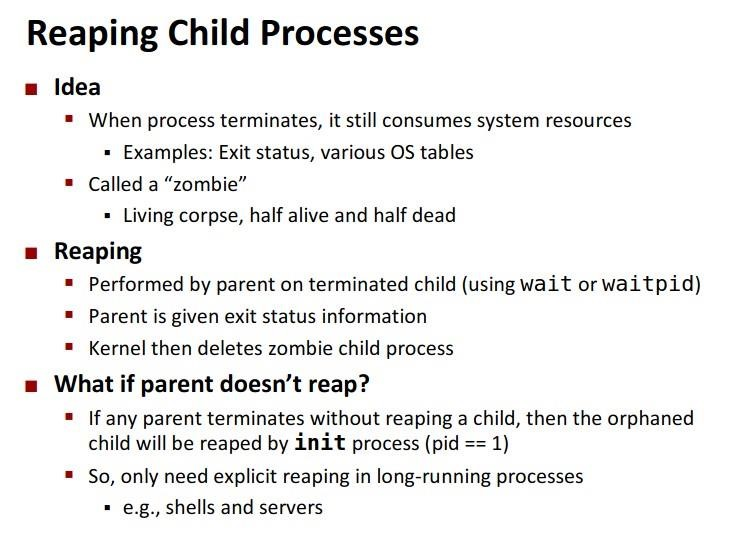 Reaping Child Processes
Idea
When process terminates, it still consumes system resources
Examples: Exit status, various OS tables
Called a “zombie”
Living corpse, half alive and half dead
Reaping
Performed by parent on terminated child (using wait or waitpid)
Parent is given exit status information
Kernel then deletes zombie child process
What if parent doesn’t reap?
If any parent terminates without reaping a child, then the orphaned
child will be reaped by init process (pid == 1)
So, only need explicit reaping in long-running processes
e.g., shells and servers